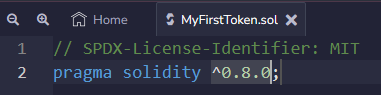 Home
MyFirstToken.sol
1 // SPDX-License-Identifier: MIT
2 pragma solidity ^0.8.0;